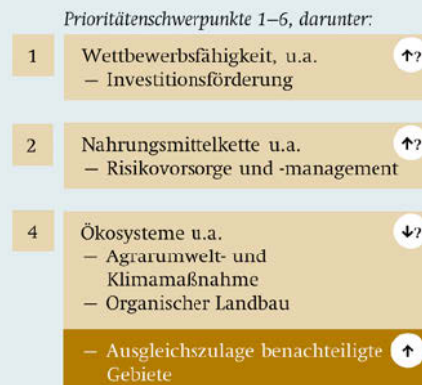 Prioritätenschwerpunkte 1–6, darunter:
1
Wettbewerbsfähigkeit, u.a.
– Investitionsförderung
↑?
2
Nahrungsmittelkette u.a.
– Risikovorsorge und -management
↑?
4
Ökosysteme u.a.
– Agrarumwelt- und
Klimamaßnahme
– Organischer Landbau
↓?
– Ausgleichszulage benachteiligte
Gebiete
↑